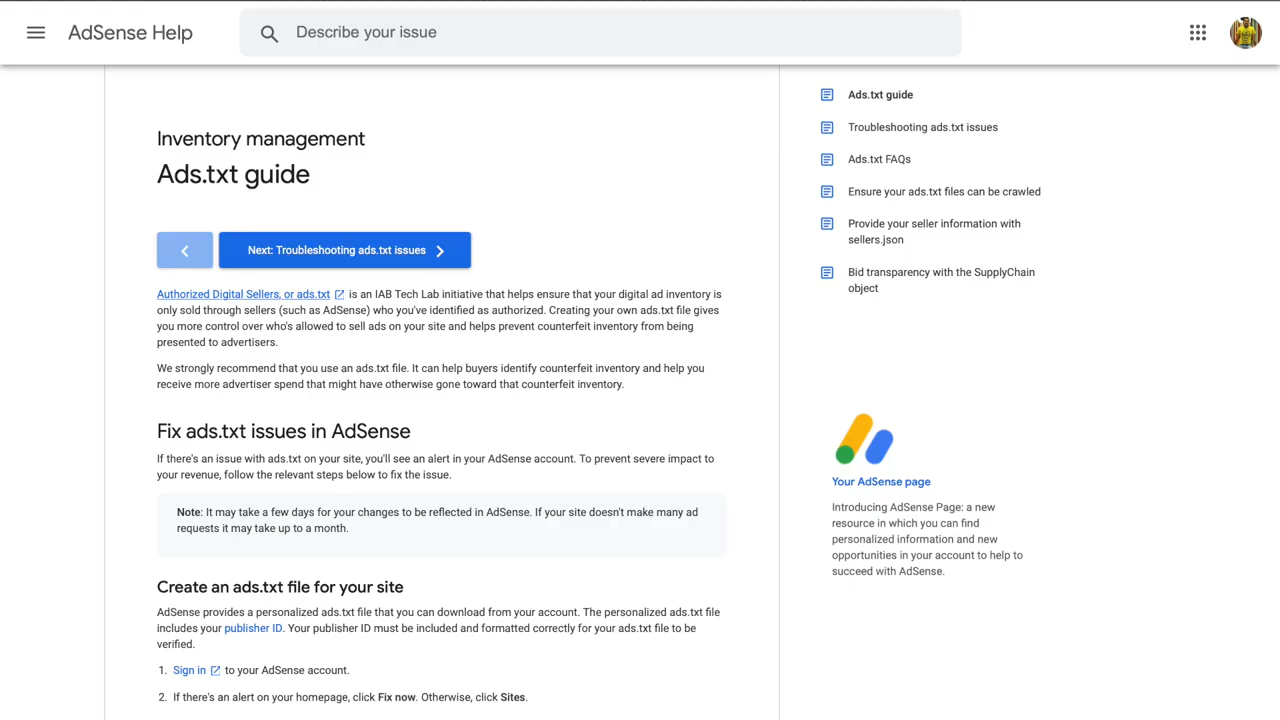 AdSense Help
Describe your issue
Inventory management
Ads.txt guide
Next: Troubleshooting ads.txt issues
Authorized Digital Sellers, or ads.txt is an IAB Tech Lab initiative that helps ensure that your digital ad inventory is
only sold through sellers (such as AdSense) who you've identified as authorized. Creating your own ads.txt file gives
you more control over who's allowed to sell ads on your site and helps prevent counterfeit inventory from being
presented to advertisers.
We strongly recommend that you use an ads.txt file. It can help buyers identify counterfeit inventory and help you
receive more advertiser spend that might have otherwise gone toward that counterfeit inventory.
Fix ads.txt issues in AdSense
If there's an issue with ads.txt on your site, you'll see an alert in your AdSense account. To prevent severe impact to
your revenue, follow the relevant steps below to fix the issue.
Note: It may take a few days for your changes to be reflected in AdSense. If your site doesn't make many ad
requests it may take up to a month.
Create an ads.txt file for your site
AdSense provides a personalized ads.txt file that you can download from your account. The personalized ads.txt file
includes your publisher ID. Your publisher ID must be included and formatted correctly for your ads.txt file to be
verified.
1. Sign in to your AdSense account.
2. If there's an alert on your homepage, click Fix now. Otherwise, click Sites.
Ads.txt guide
Troubleshooting ads.txt issues
Ads.txt FAQs
Ensure your ads.txt files can be crawled
Provide your seller information with
sellers.json
Bid transparency with the SupplyChain
object
Your AdSense page
Introducing AdSense Page: a new
resource in which you can find
personalized information and new
opportunities in your account to help to
succeed with AdSense.